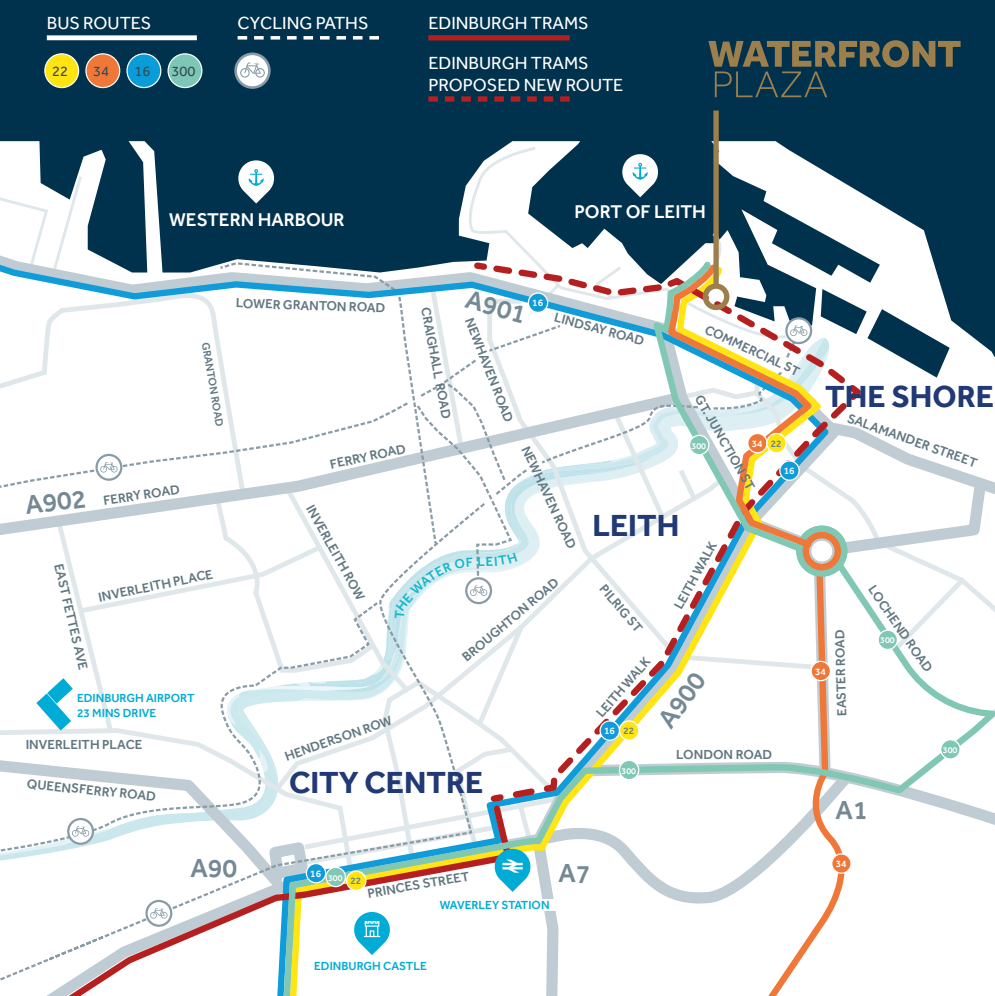 BUS ROUTES
22 34 16 300
CYCLING PATHS
EDINBURGH TRAMS
EDINBURGH TRAMS
PROPOSED NEW ROUTE
WATERFRONT
PLAZA
WESTERN HARBOUR
PORT OF LEITH
LOWER GRANTON ROAD
A901
16
LINDSAY ROAD
COMMERCIAL ST
THE SHORE
SALAMANDER STREET
GRANTON ROAD
CRAIGHALL ROAD
NEWHAVEN ROAD
GT. JUNCTION ST
300
34
22
16
FERRY ROAD
A902
FERRY ROAD
NEWHAVEN ROAD
LEITH
INVERLEITH ROW
INVERLEITH PLACE
EAST FETTES AVE
THE WATER OF LEITH
BROUGHTON ROAD
PILRIG ST
LEITH WALK
LOCHEND ROAD
300
EASTER ROAD
34
LEITH WALK
A900
16
22
EDINBURGH AIRPORT
23 MINS DRIVE
INVERLEITH PLACE
HENDERSON ROW
LONDON ROAD
300
300
CITY CENTRE
QUEENSFERRY ROAD
A1
A90
16
300
22
PRINCES STREET
A7
34
WAVERLEY STATION
EDINBURGH CASTLE